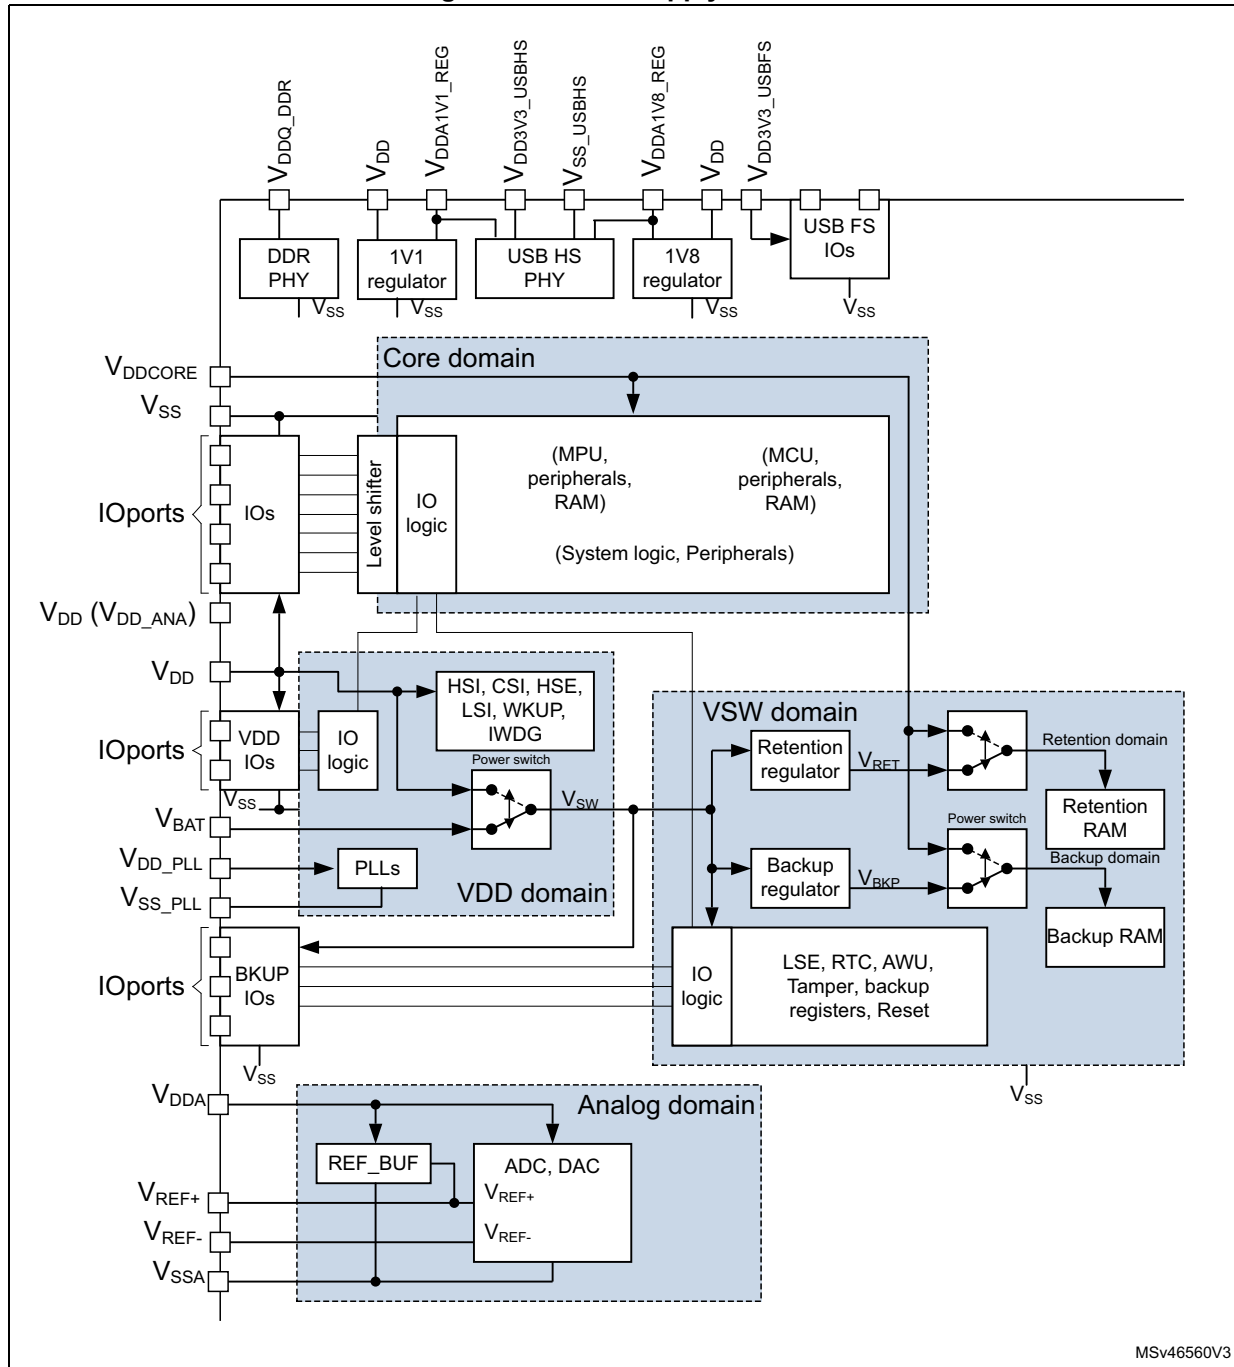 VDDQ_DDR
VDD
VDDA1V1_REG
VDD3V3_USBHS
VSS_USBHS
VDDA1V8_REG
VDD
VDD3V3_USBFS
DDR
PHY
1V1
regulator
USB HS
PHY
1V8
regulator
USB FS
IOs
VSS
VSS
VSS
VSS
Core domain
VDDCORE
VSS
IOports
IOs
Level shifter
IO
logic
(MPU,
peripherals,
RAM)
(MCU,
peripherals,
RAM)
(System logic, Peripherals)
VDD (VDD_ANA)
VDD
HSI, CSI, HSE,
LSI, WKUP,
IWDG
IOports
VDD
IOs
IO
logic
VSS
Power switch
VSW
VBAT
VDD_PLL
PLLs
VSS_PLL
VDD domain
VSW domain
Retention
regulator
VRET
Retention domain
Retention
RAM
Power switch
Backup
regulator
VBKP
Backup domain
Backup RAM
IOports
BKUP
IOs
VSS
IO
logic
LSE, RTC, AWU,
Tamper, backup
registers, Reset
VSS
VDDA
Analog domain
REF_BUF
ADC, DAC
VREF+
VREF+
VREF-
VREF-
VSSA
MSv46560V3